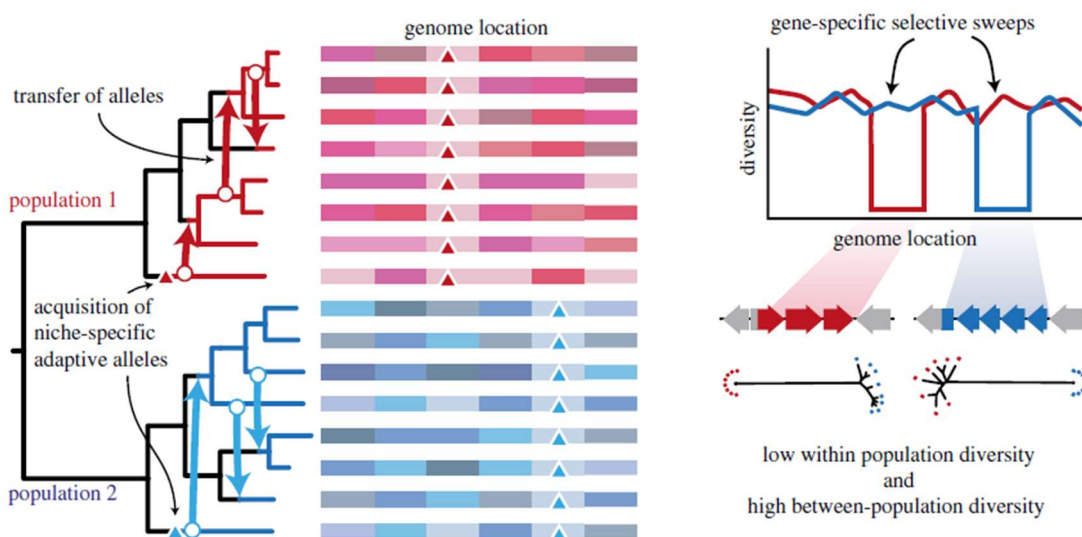 genome location
transfer of alleles
population 1
acquisition of
niche-specific
adaptive alleles
population 2
gene-specific selective sweeps
diversity
genome location
low within population diversity
and
high between-population diversity